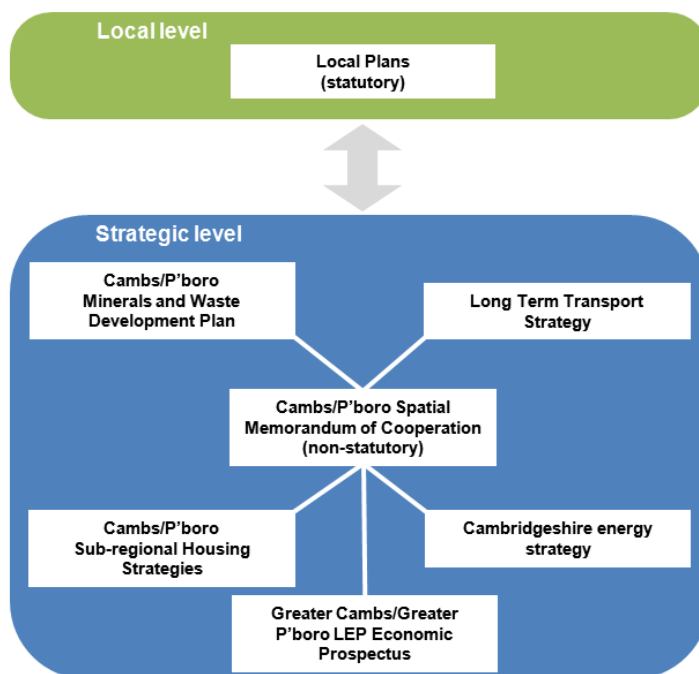 Local level
Local Plans
(statutory)
Strategic level
Cambs/P'boro
Minerals and Waste
Development Plan
Long Term Transport
Strategy
Cambs/P'boro Spatial
Memorandum of Cooperation
(non-statutory)
Cambs/P'boro
Sub-regional Housing
Strategies
Cambridgeshire energy
strategy
Greater Cambs/Greater
P'boro LEP Economic
Prospectus